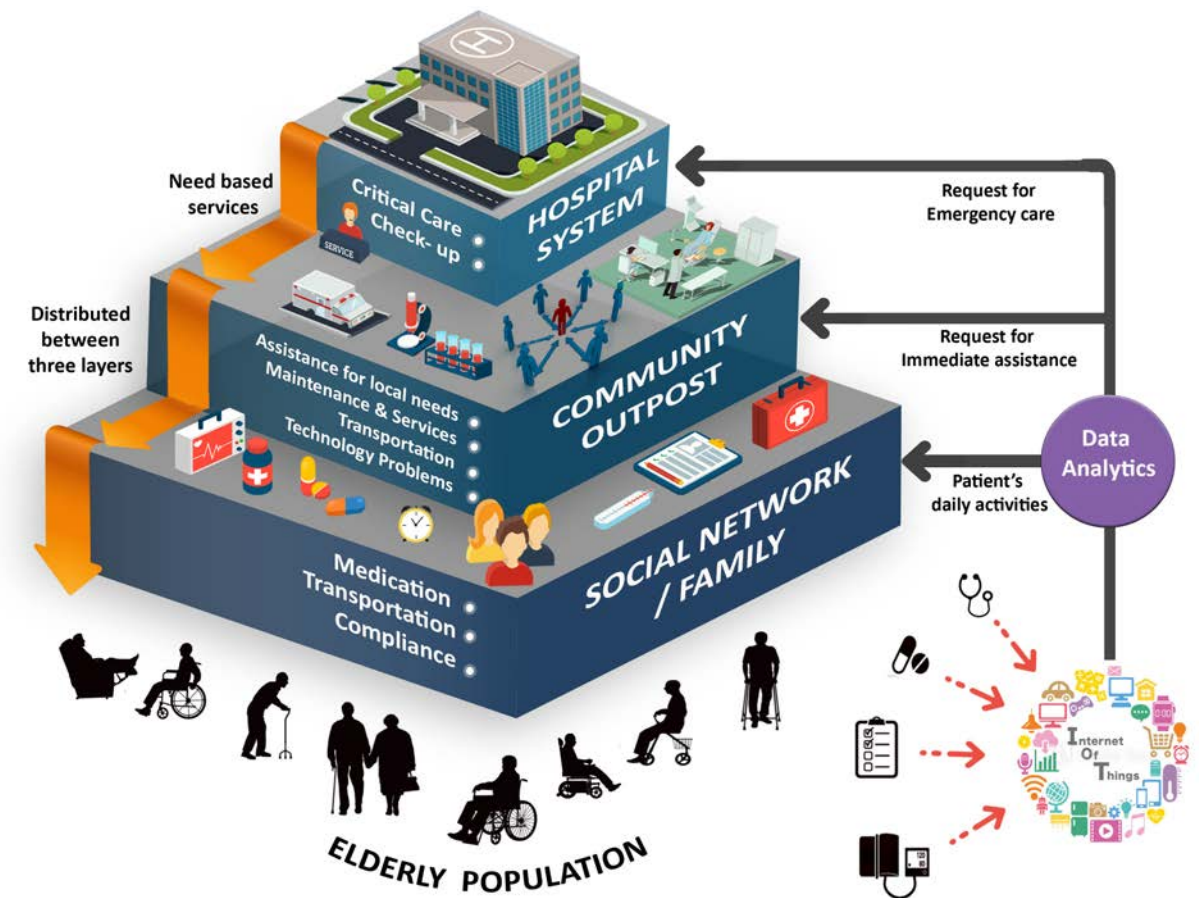 H
Need based
services
Critical Care
Check- up
SERVICE
HOSPITAL
SYSTEM
Request for
Emergency care
Distributed
between
three layers
Assistance for local needs
Maintenance & Services
Transportation
Technology Problems
COMMUNITY
OUTPOST
Request for
Immediate assistance
Data
Analytics
Patient's
daily activities
Medication
Transportation
Compliance
SOCIAL NETWORK
/ FAMILY
Internet
Of
Things
ELDERLY POPULATION